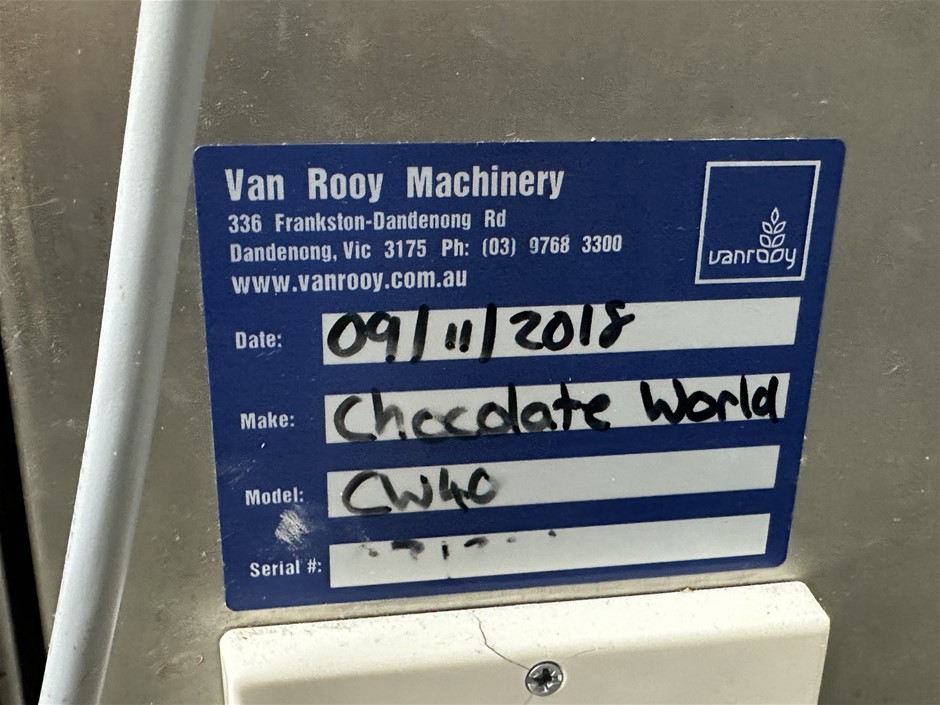 Van Rooy Machinery
336 Frankston-Dandenong Rd
Dandenong, Vic 3175 Ph: (03) 9768 3300
www.vanrooy.com.au
vanrooy
Date: 09/11/2018
Make: Chocolate World
Model: CW40
Serial #: